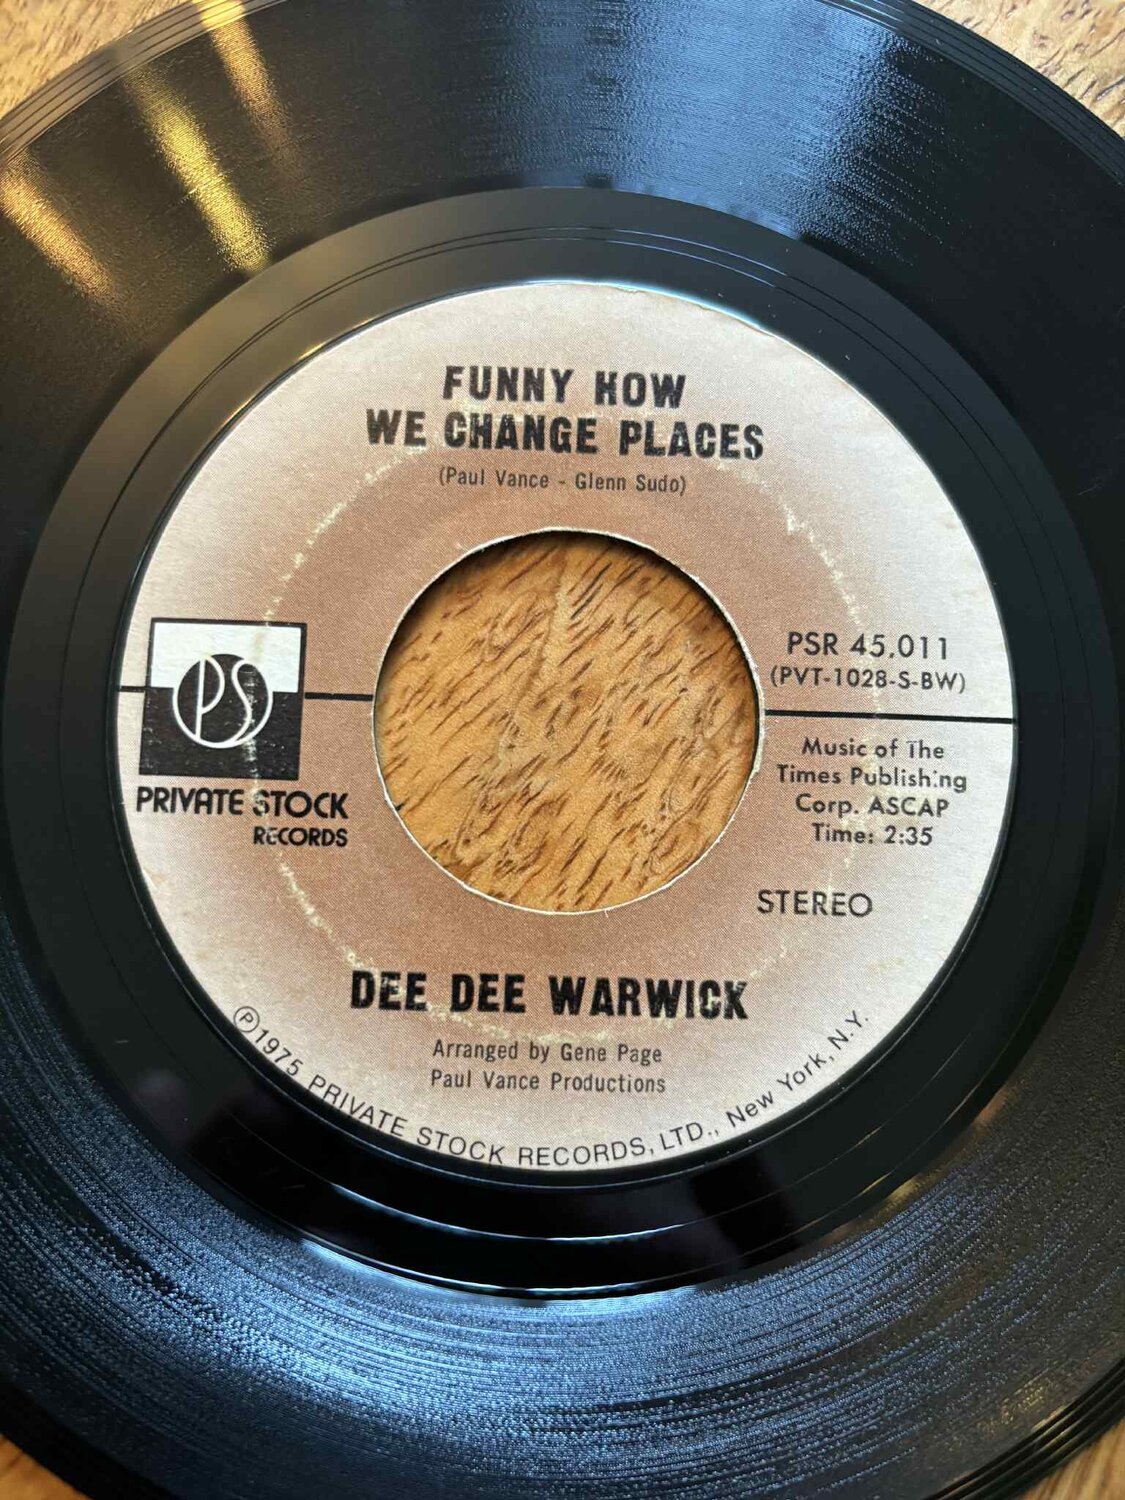 FUNNY HOW
WE CHANGE PLACES
(Paul Vance - Glenn Sudo)
PS
PRIVATE STOCK
RECORDS
PSR 45,011
(PVT-1028-S-BW)
Music of The
Times Publishing
Corp. ASCAP
Time: 2:35
STEREO
DEE DEE WARWICK
Arranged by Gene Page
Paul Vance Productions
℗1975 PRIVATE STOCK RECORDS, LTD., New York, N.Y.